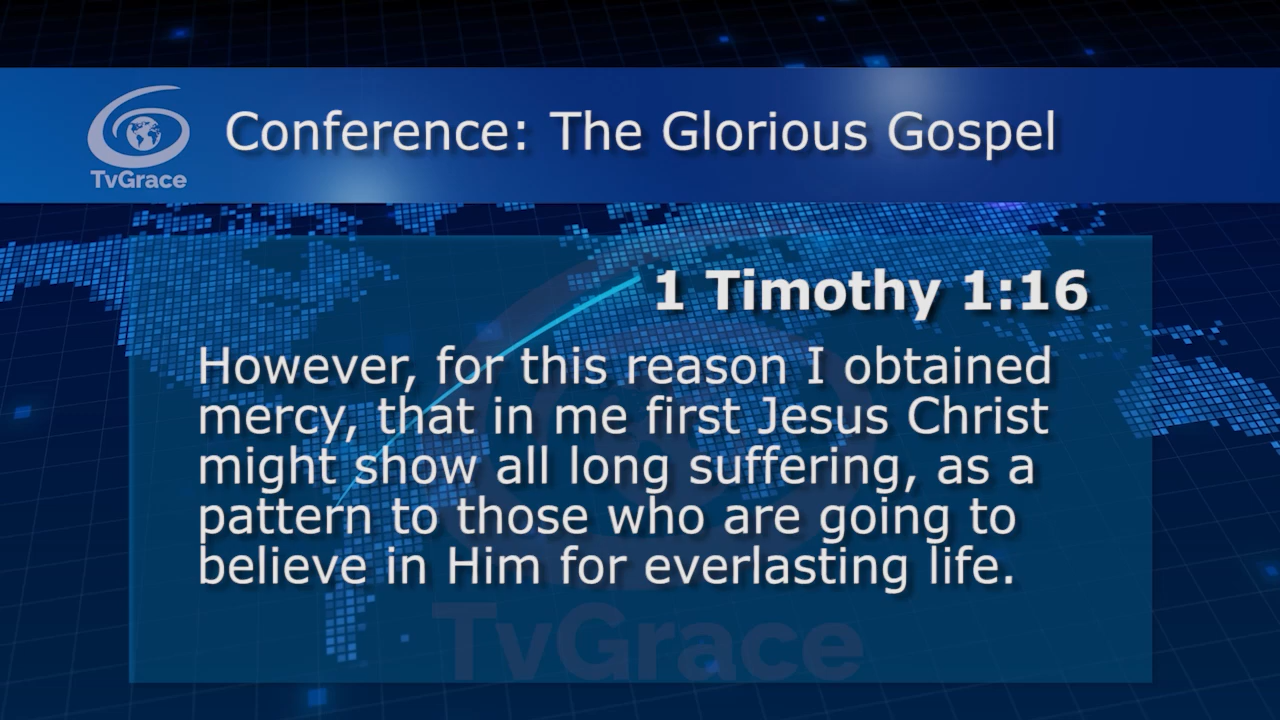 Conference: The Glorious Gospel
TvGrace
1 Timothy 1:16
However, for this reason I obtained
mercy, that in me first Jesus Christ
might show all long suffering, as a
pattern to those who are going to
believe in Him for everlasting life.
TvGrace